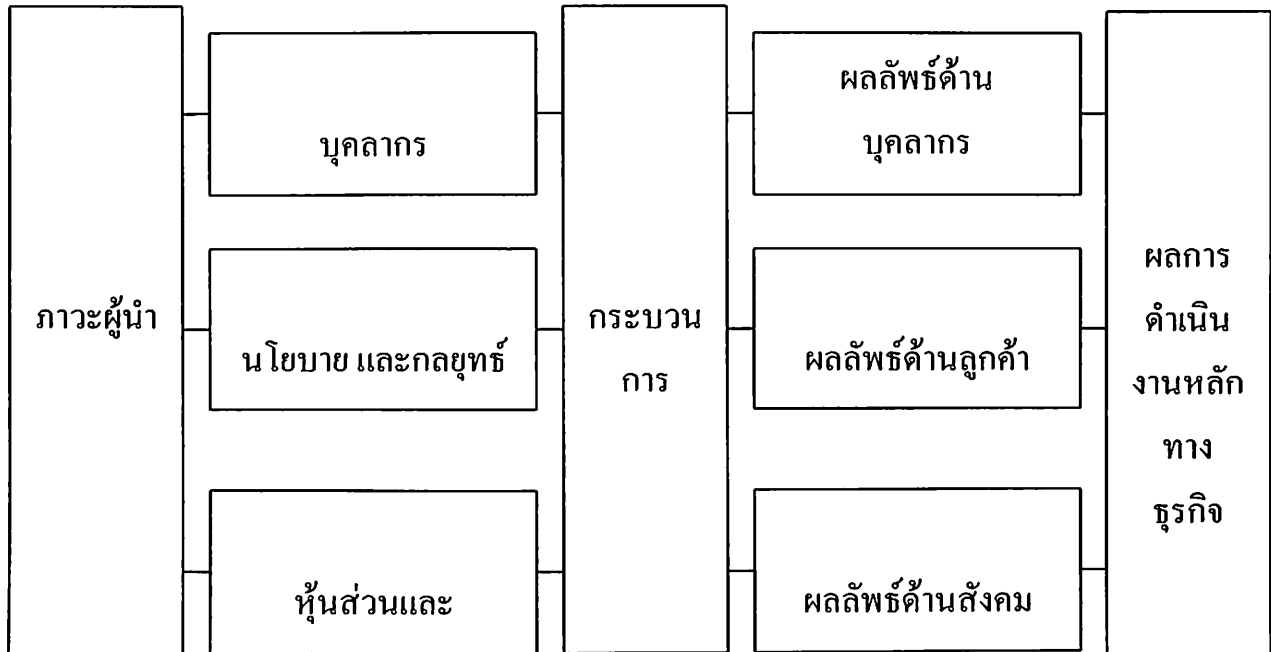 ภาวะผู้นำ
บุคลากร
นโยบาย และกลยุทธ์
หุ้นส่วนและ
กระบวน
การ
ผลลัพธ์ด้าน
บุคลากร
ผลลัพธ์ด้านลูกค้า
ผลลัพธ์ด้านสังคม
ผลการ
ดำเนิน
งานหลัก
ทาง
ธุรกิจ